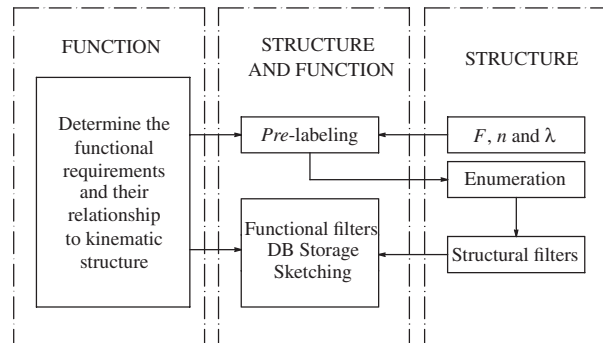 FUNCTION
Determine the
functional
requirements
and their
relationship
to kinematic
structure
STRUCTURE
AND FUNCTION
Pre-labeling
Functional filters
DB Storage
Sketching
STRUCTURE
F, n and λ
Enumeration
Structural filters